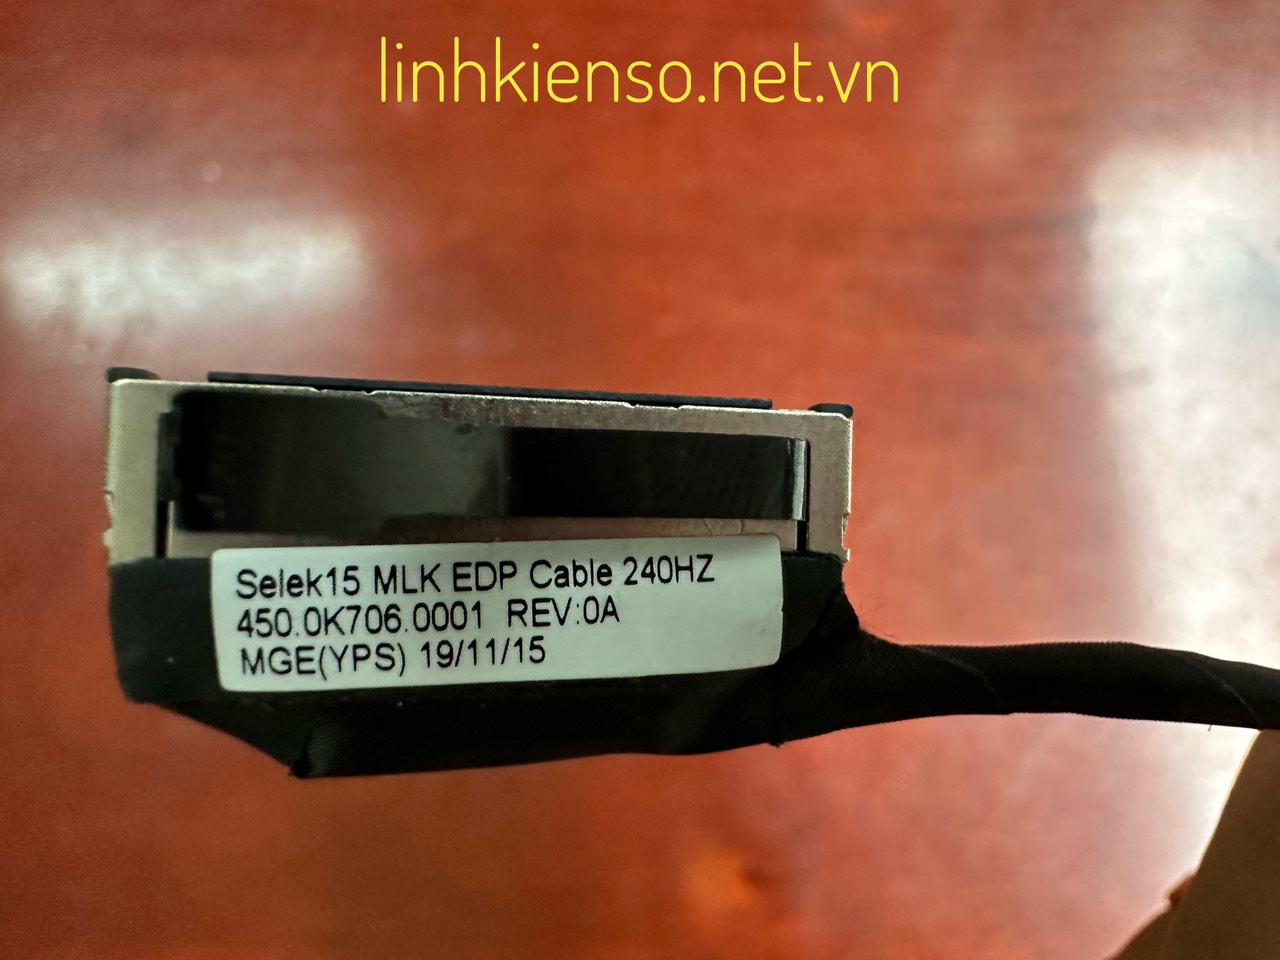 linhkienso.net.vn
Selek15 MLK EDP Cable 240HZ
450.0K706.0001 REV:0A
MGE(YPS) 19/11/15